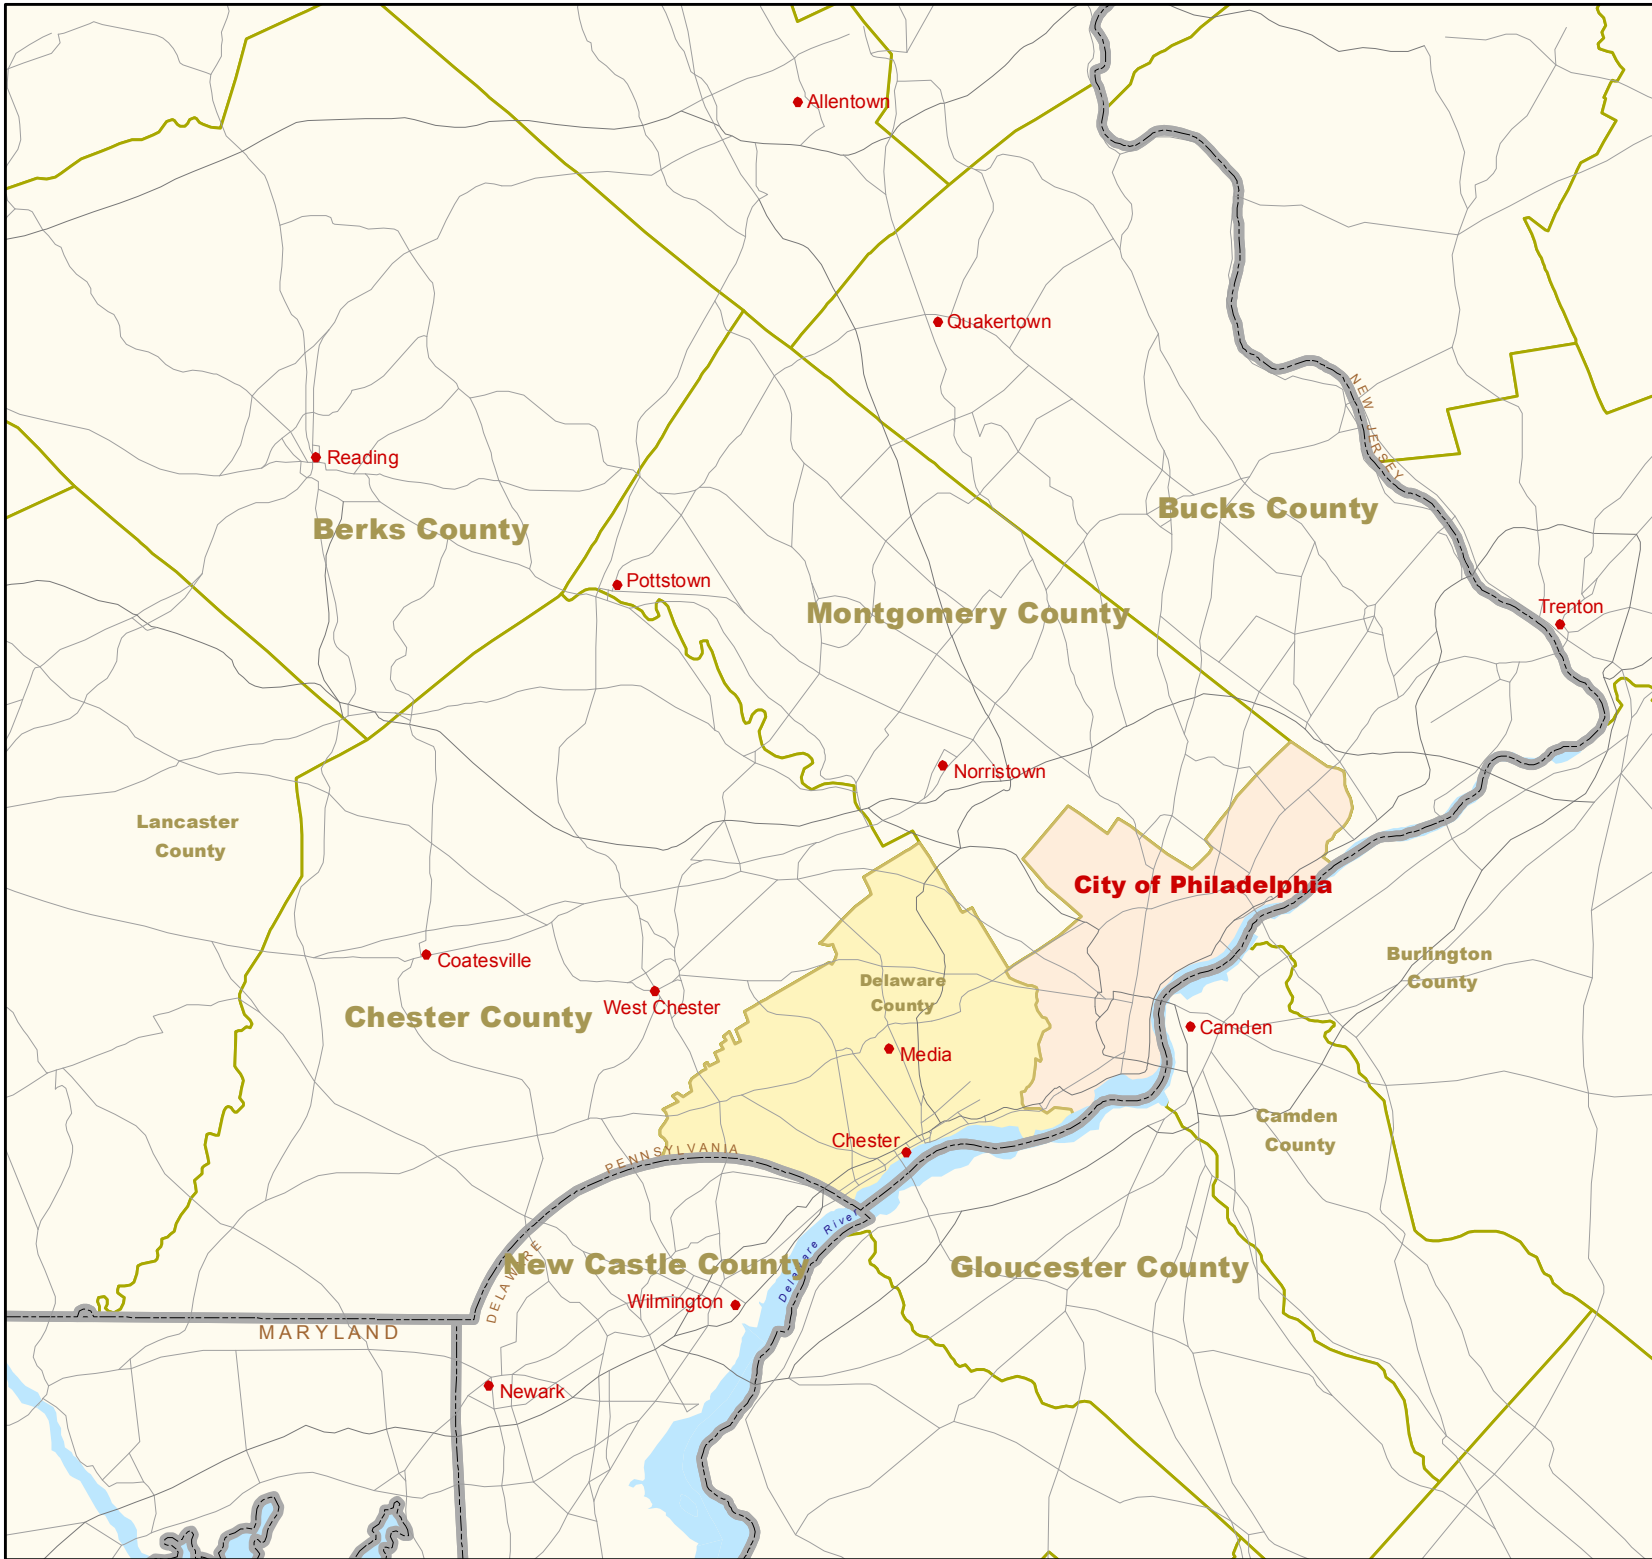 Allentown
Quakertown
NEW JERSEY
Reading
Bucks County
Berks County
Pottstown
Montgomery County
Trenton
Norristown
Lancaster
County
City of Philadelphia
Coatesville
Burlington
County
Delaware
County
West Chester
Chester County
Camden
Media
Camden
County
Chester
PENNSYLVANIA
Delaware River
DELAWARE
New Castle County
Gloucester County
Wilmington
MARYLAND
Newark